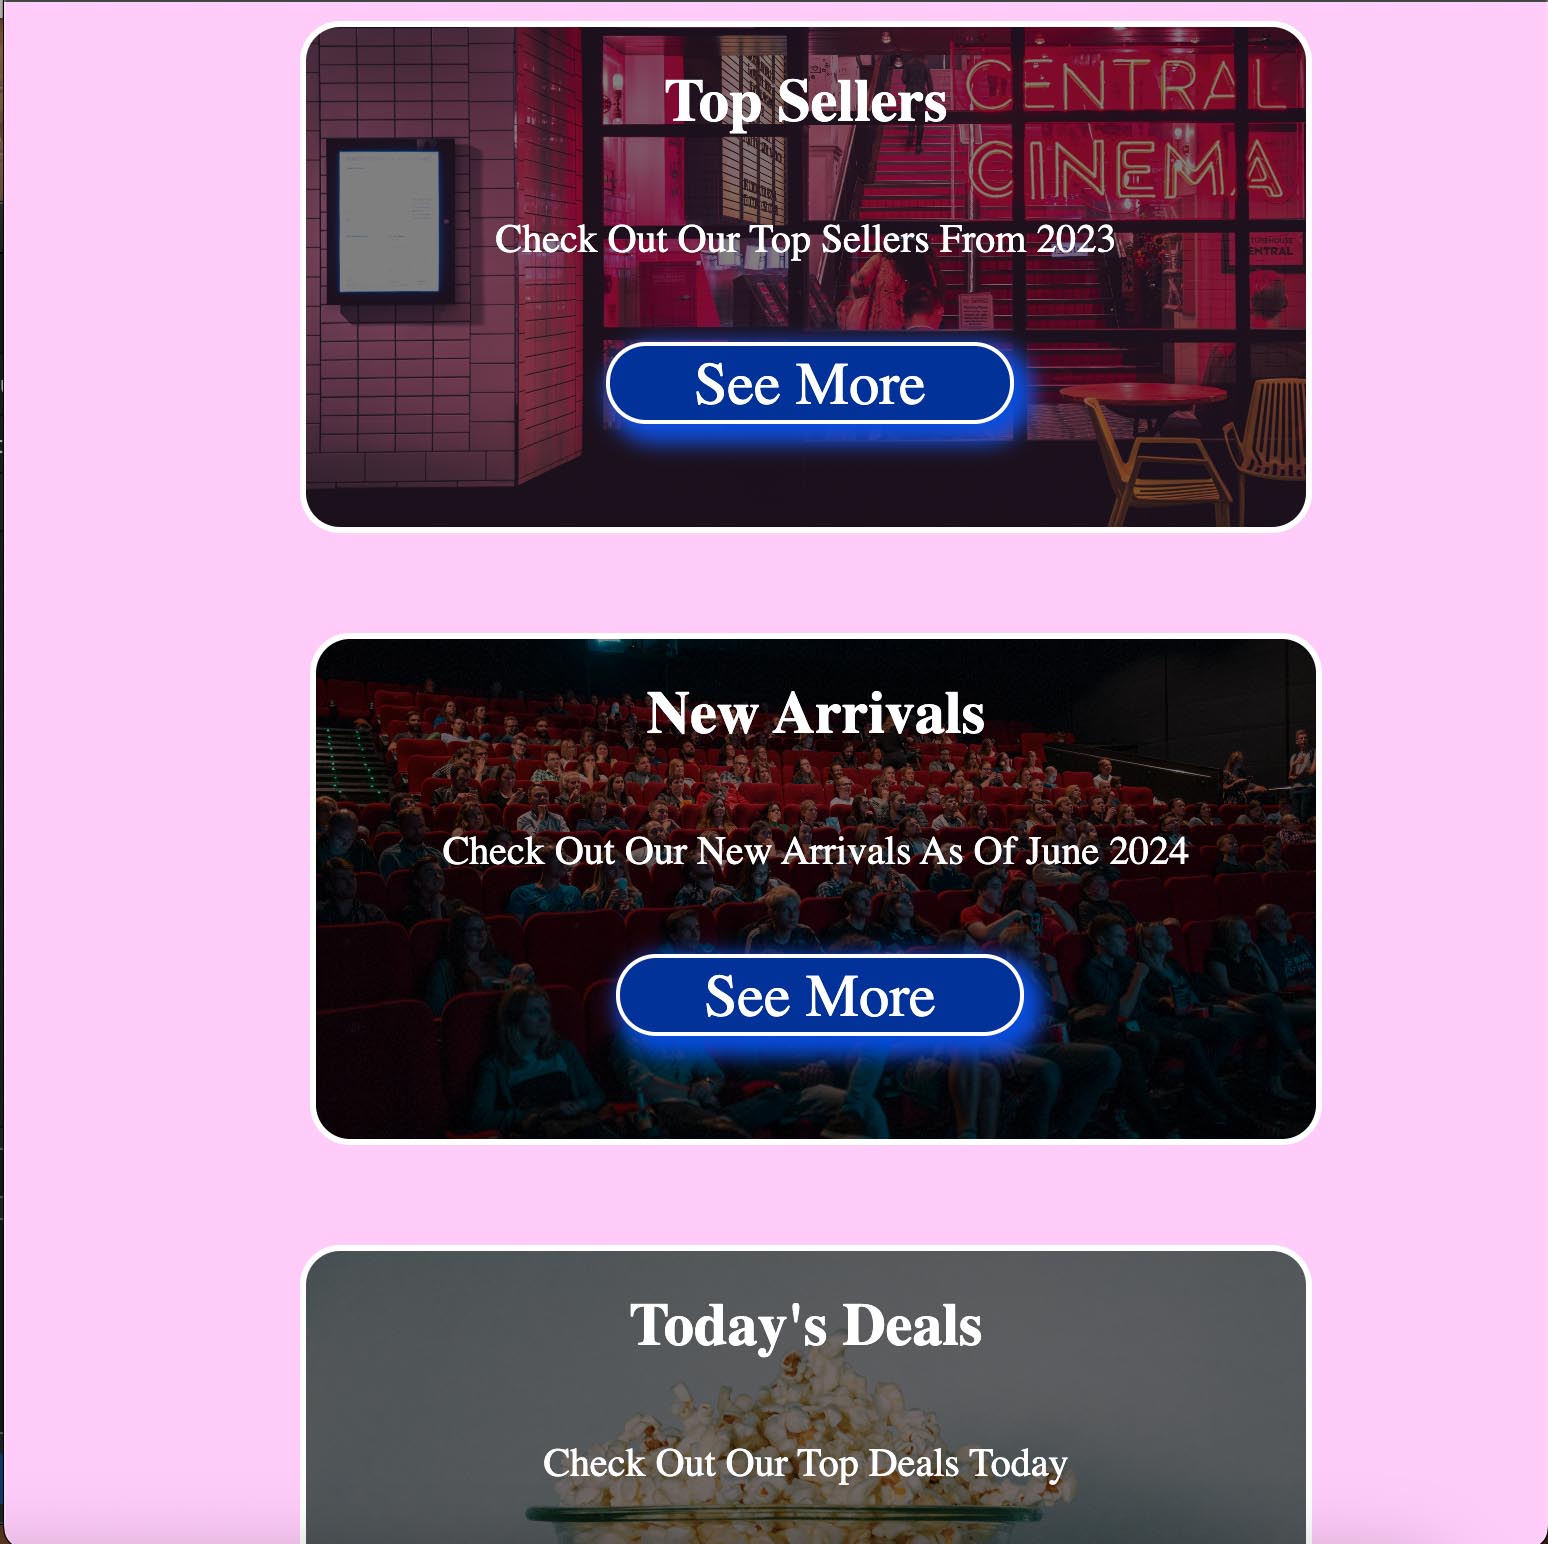 Top Sellers
CENTRAL
CINEMA
Check Out Our Top Sellers From 2023
ENTRAL
See More
New Arrivals
Check Out Our New Arrivals As Of June 2024
See More
Today's Deals
Check Out Our Top Deals Today